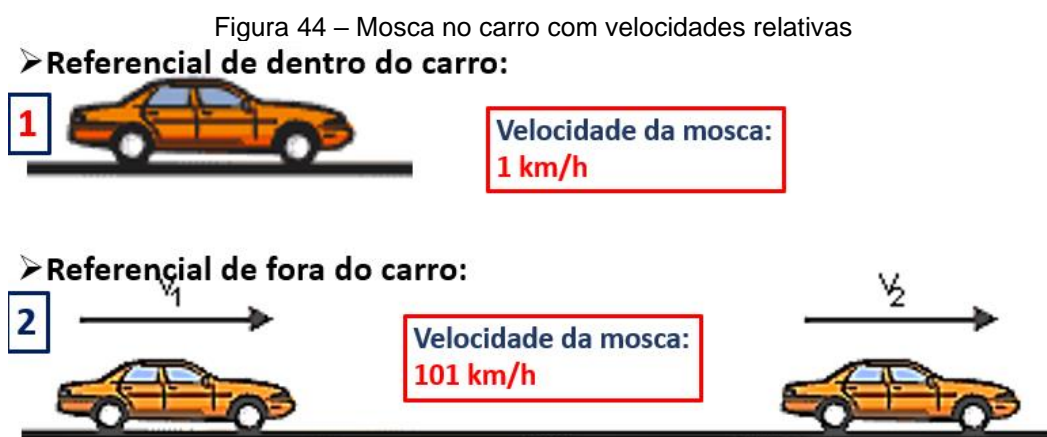 Figura 44 – Mosca no carro com velocidades relativas
➢Referencial de dentro do carro:
1
Velocidade da mosca:
1 km/h
➢Referencial de fora do carro:
V1
V2
2
Velocidade da mosca:
101 km/h